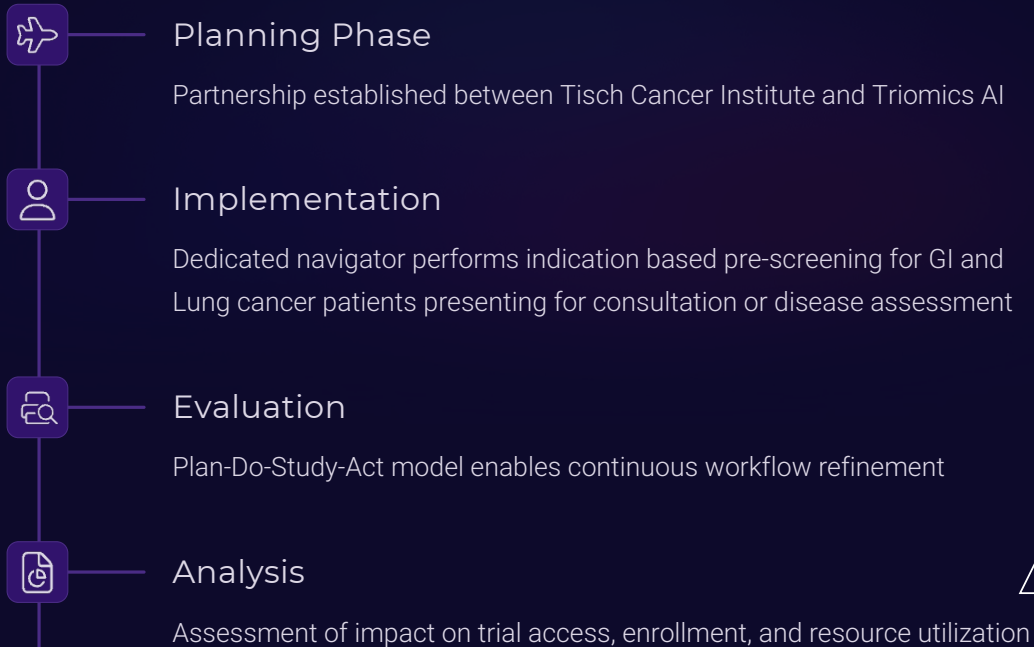 Planning Phase
Partnership established between Tisch Cancer Institute and Triomics AI
Implementation
Dedicated navigator performs indication based pre-screening for GI and
Lung cancer patients presenting for consultation or disease assessment
Evaluation
Plan-Do-Study-Act model enables continuous workflow refinement
Analysis
Assessment of impact on trial access, enrollment, and resource utilization